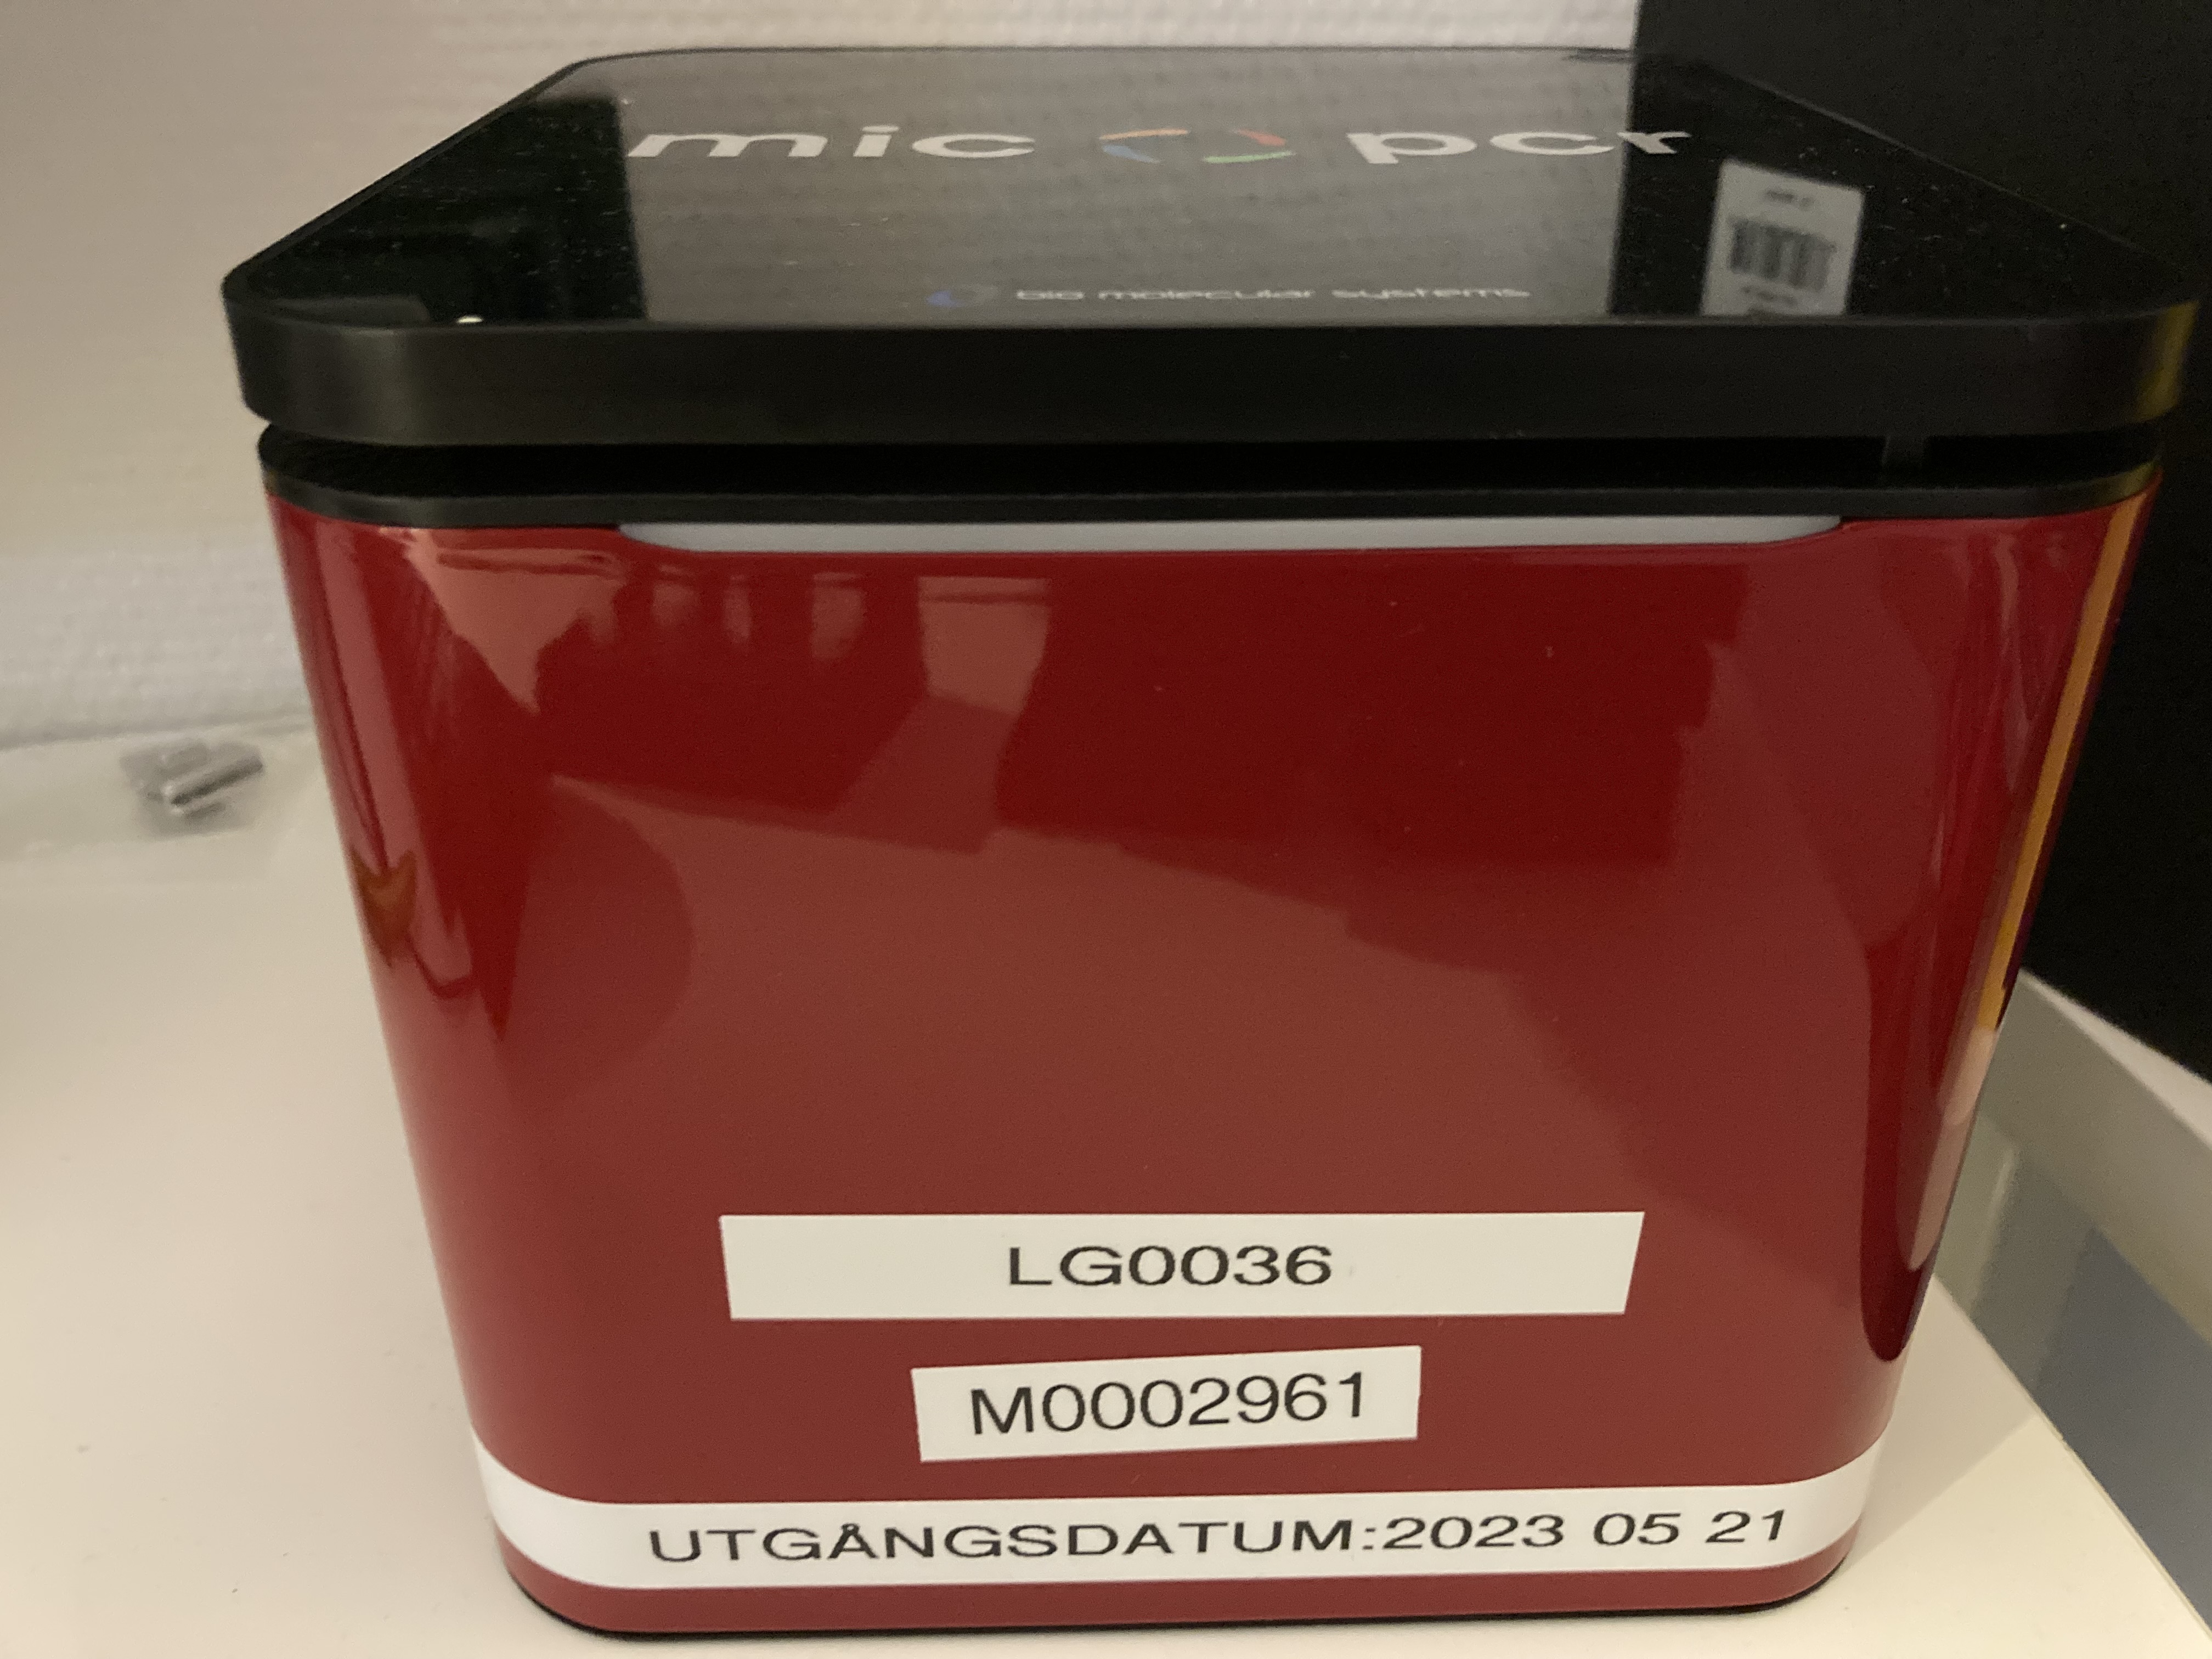 mic pcr
bio molecular systems
LG0036
M0002961
UTGÅNGSDATUM:2023 05 21